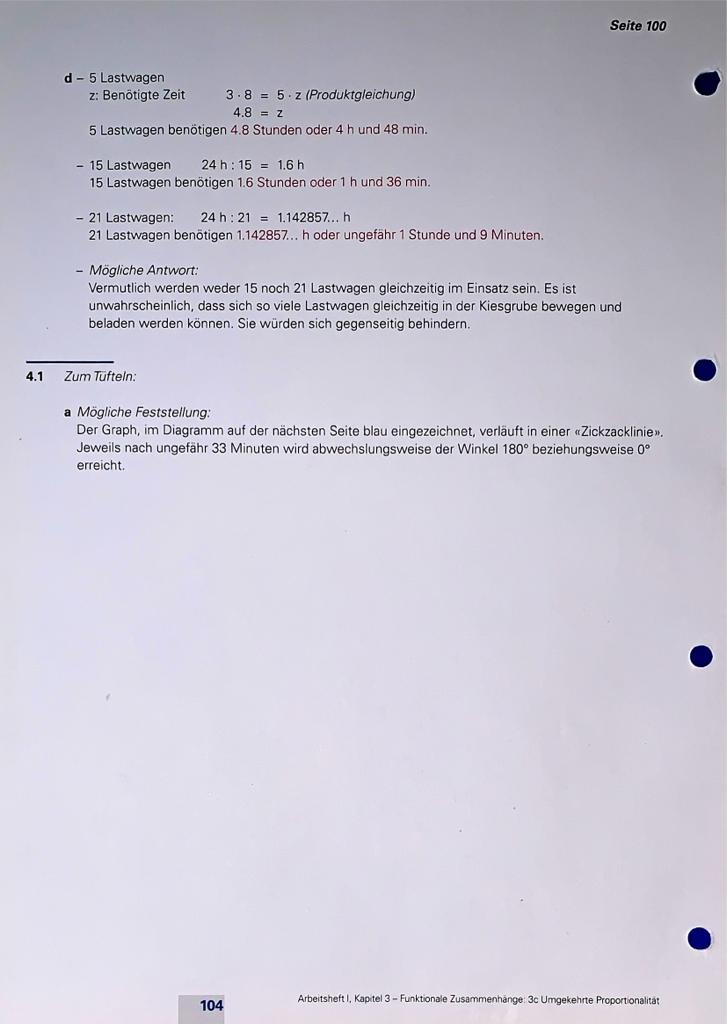 Seite 100
d – 5 Lastwagen
z: Benötigte Zeit 3 · 8 = 5 · z (Produktgleichung)
4.8 = z
5 Lastwagen benötigen 4.8 Stunden oder 4 h und 48 min.
– 15 Lastwagen 24 h : 15 = 1.6 h
15 Lastwagen benötigen 1.6 Stunden oder 1 h und 36 min.
– 21 Lastwagen: 24 h : 21 = 1.142857... h
21 Lastwagen benötigen 1.142857... h oder ungefähr 1 Stunde und 9 Minuten.
– Mögliche Antwort:
Vermutlich werden weder 15 noch 21 Lastwagen gleichzeitig im Einsatz sein. Es ist
unwahrscheinlich, dass sich so viele Lastwagen gleichzeitig in der Kiesgrube bewegen und
beladen werden können. Sie würden sich gegenseitig behindern.
4.1 Zum Tüfteln:
a Mögliche Feststellung:
Der Graph, im Diagramm auf der nächsten Seite blau eingezeichnet, verläuft in einer «Zickzacklinie».
Jeweils nach ungefähr 33 Minuten wird abwechslungsweise der Winkel 180° beziehungsweise 0°
erreicht.
104 Arbeitsheft I, Kapitel 3 – Funktionale Zusammenhänge: 3c Umgekehrte Proportionalität